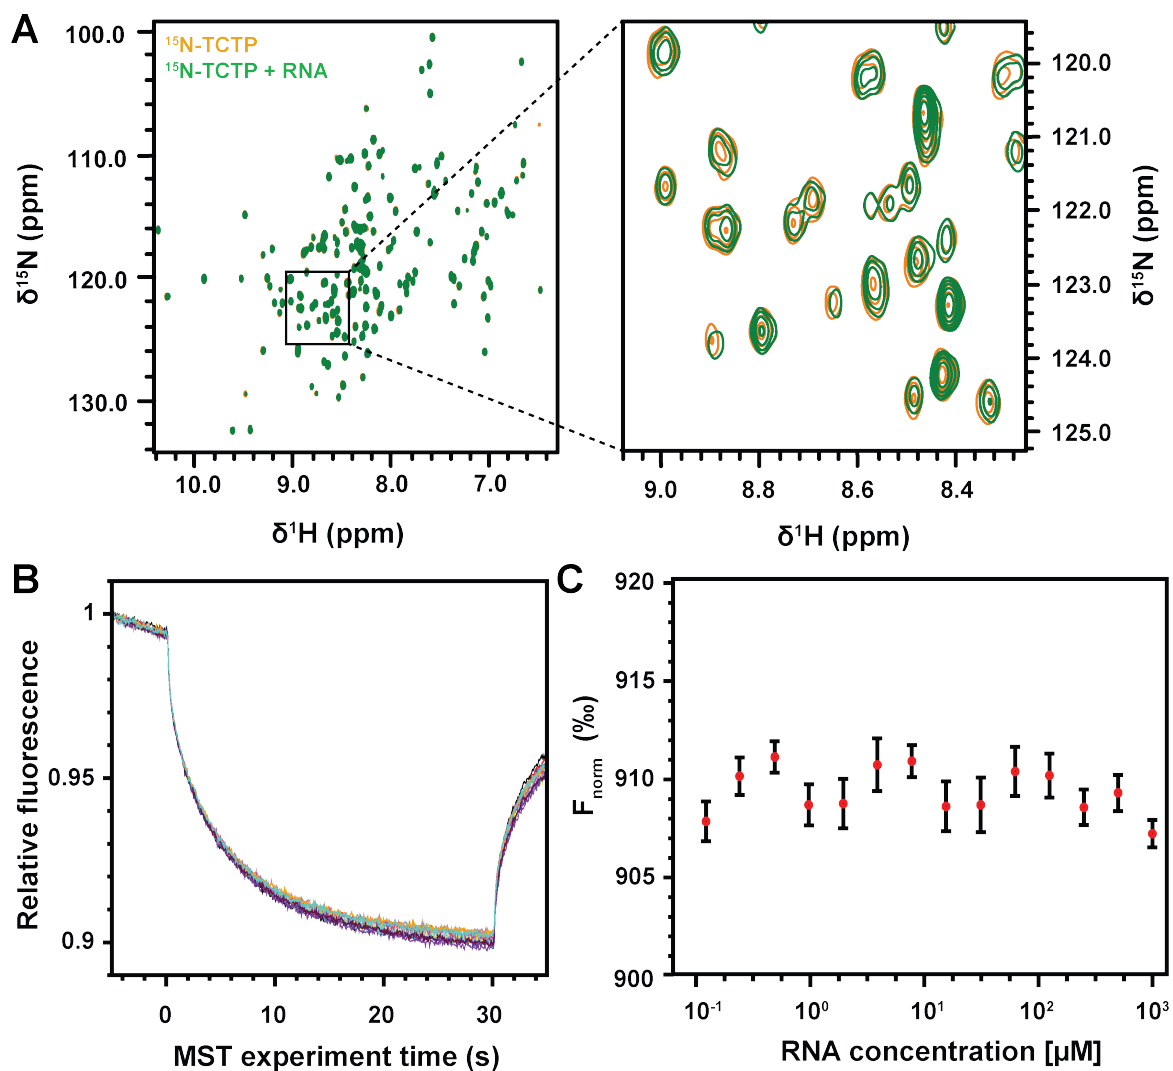 A
¹⁵N-TCTP
¹⁵N-TCTP + RNA
100.0
110.0
120.0
130.0
δ¹⁵N (ppm)
10.0 9.0 8.0 7.0
δ¹H (ppm)
120.0
121.0
122.0
123.0
124.0
125.0
δ¹⁵N (ppm)
9.0 8.8 8.6 8.4
δ¹H (ppm)
B
1
0.95
0.9
Relative fluorescence
0 10 20 30
MST experiment time (s)
C
920
915
910
905
900
Fnorm (‰)
10⁻¹ 10⁰ 10¹ 10² 10³
RNA concentration [µM]